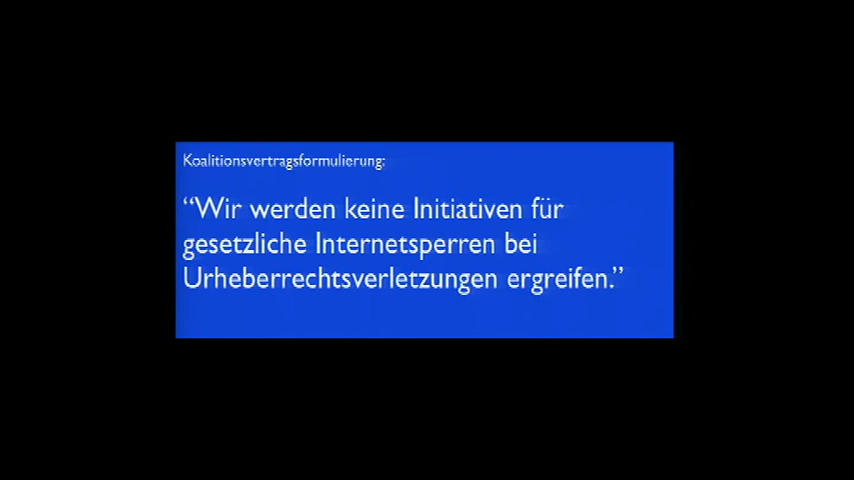 Koalitionsvertragsformulierung:
“Wir werden keine Initiativen für
gesetzliche Internetsperren bei
Urheberrechtsverletzungen ergreifen.”